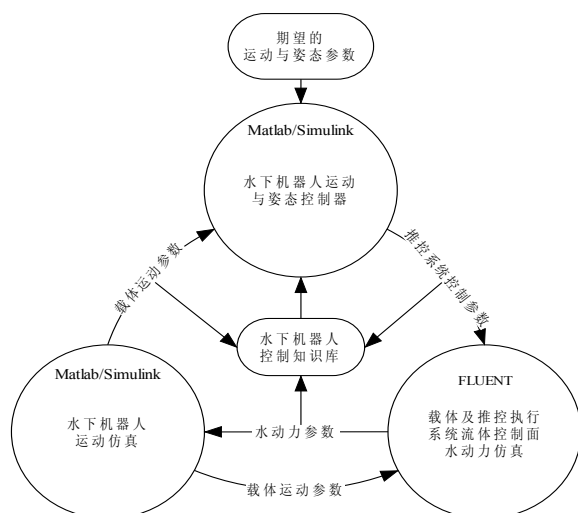 期望的
运动与姿态参数
Matlab/Simulink
水下机器人运动
与姿态控制器
载体运动参数
推控系统控制参数
水下机器人
控制知识库
Matlab/Simulink
水下机器人
运动仿真
水动力参数
FLUENT
载体及推控执行
系统流体控制面
水动力仿真
载体运动参数